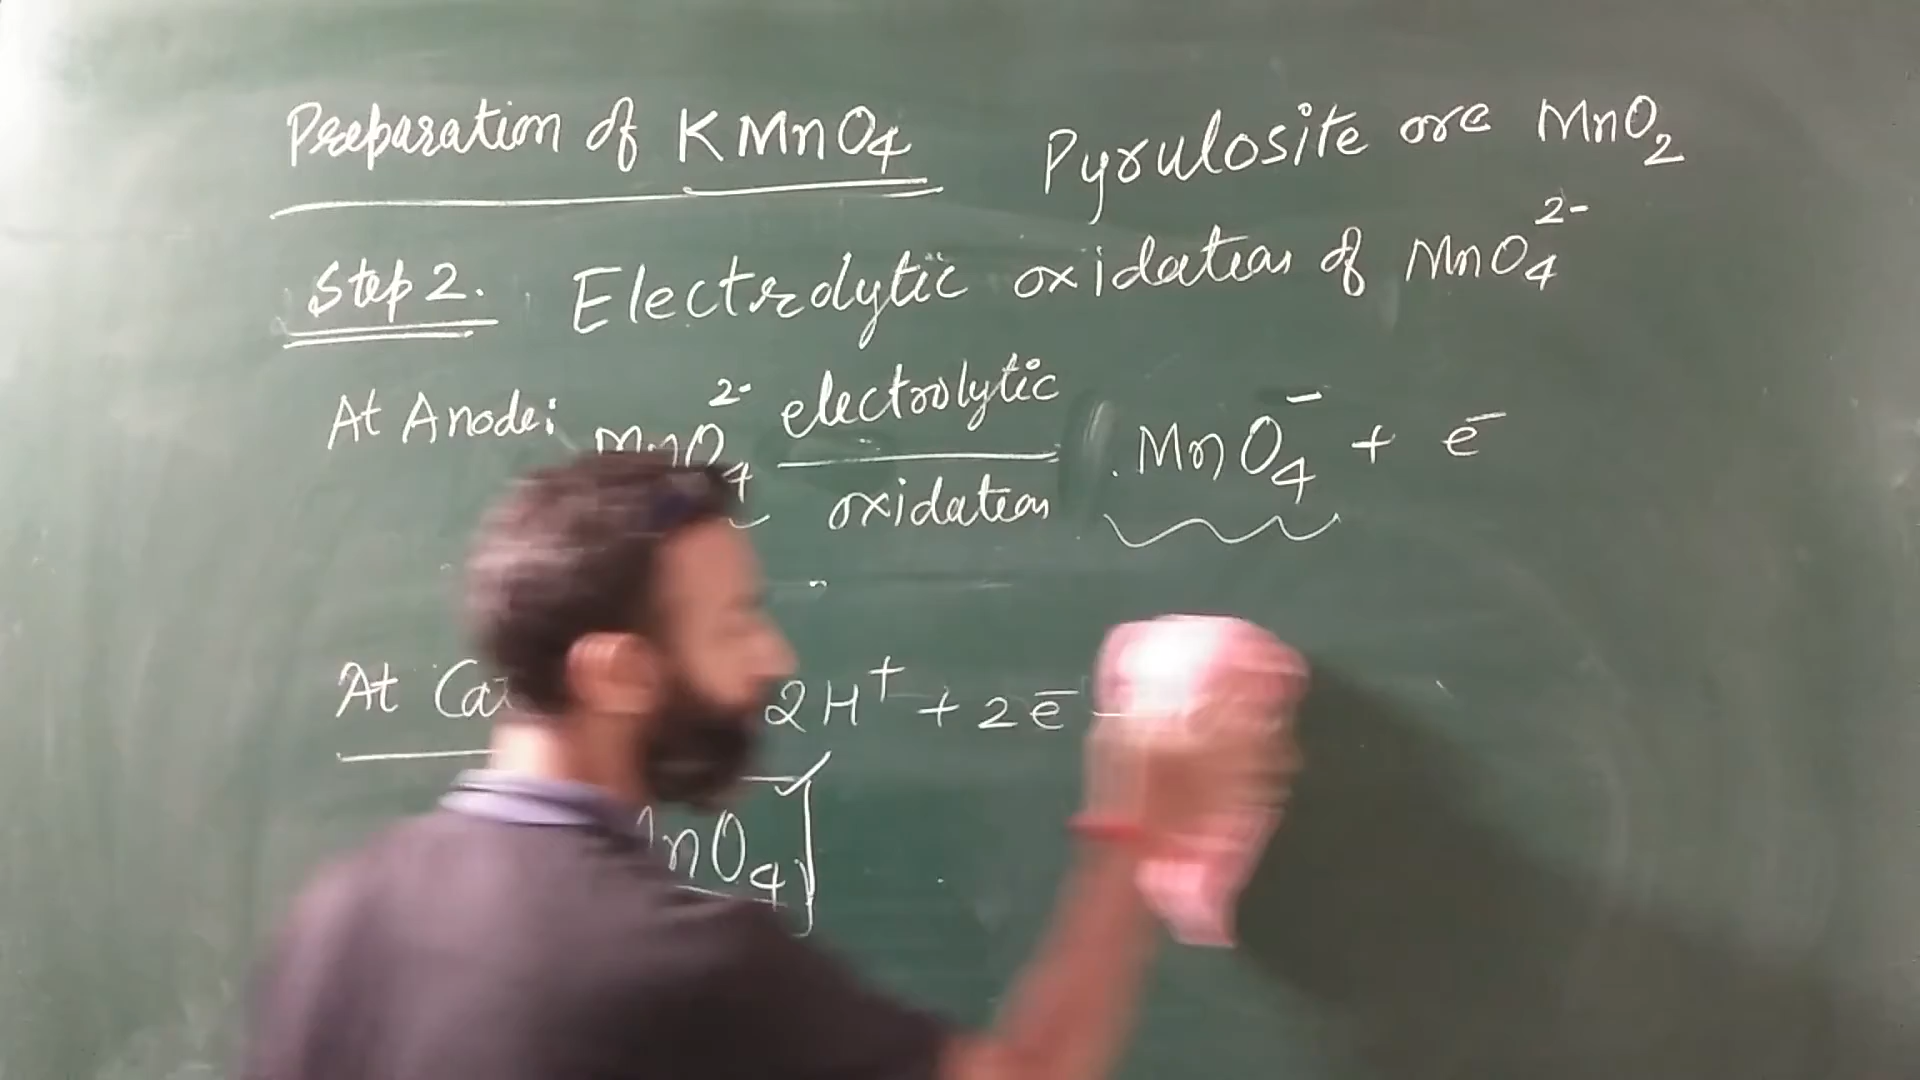 Preparation of KMnO4 Pyrulosite ore MnO2
Step 2. Electrolytic oxidation of MnO4 2-
At Anode: MnO4 2- electrolytic oxidation MnO4 - + e-
At 2H+ + 2e-
nO4]